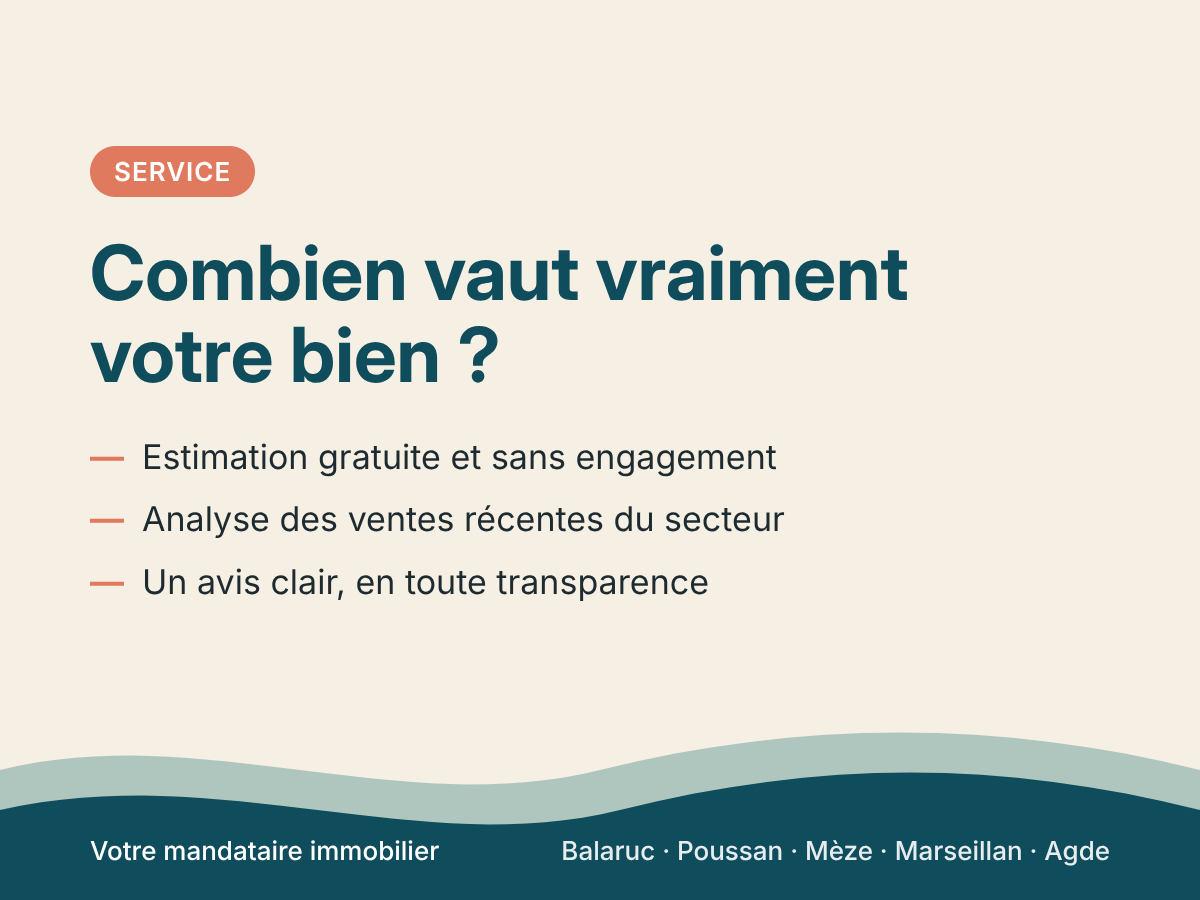 SERVICE
Combien vaut vraiment
votre bien ?
— Estimation gratuite et sans engagement
— Analyse des ventes récentes du secteur
— Un avis clair, en toute transparence
Votre mandataire immobilier
Balaruc · Poussan · Mèze · Marseillan · Agde